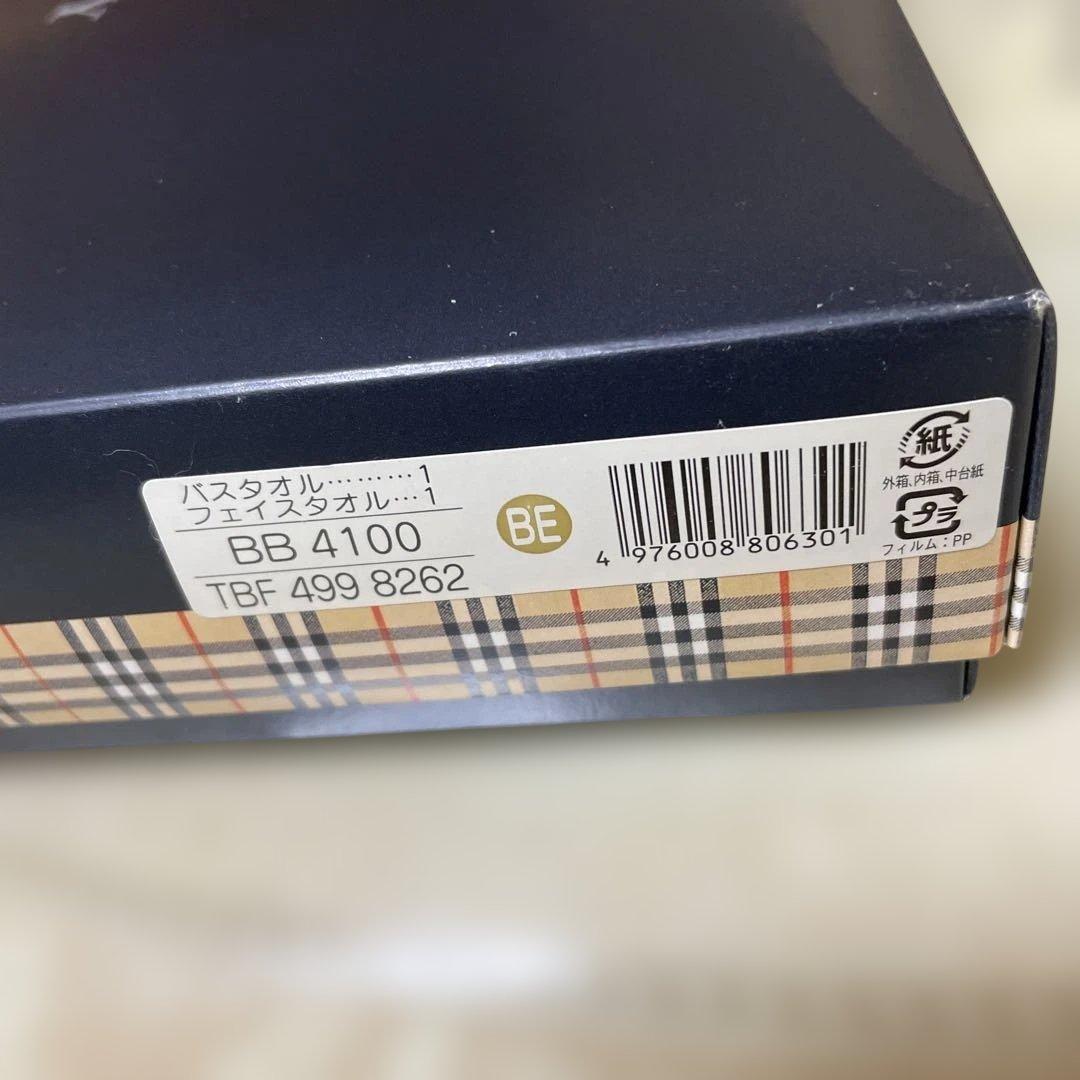 バスタオル………1
フェイスタオル…1
BB 4100
TBF 499 8262
BE
4 976008 806301
紙
外箱、内箱、中台紙
プラ
フィルム：PP